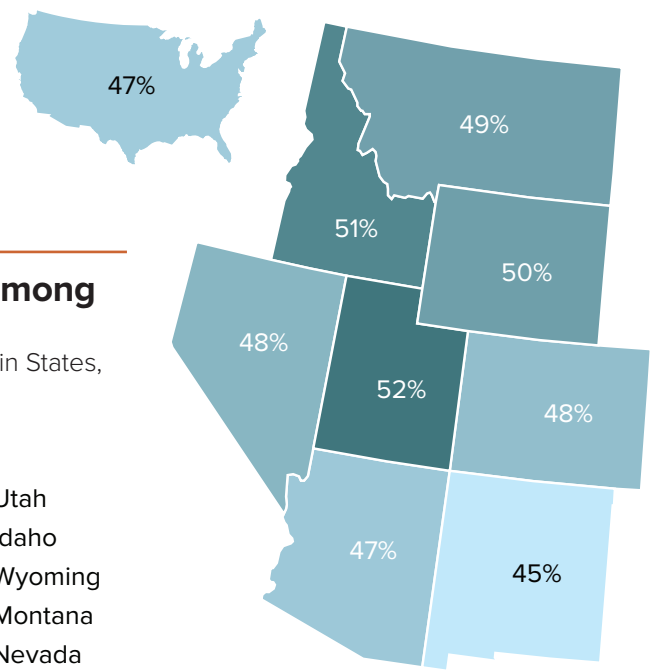 47%
49%
51%
50%
48%
52%
48%
47%
45%
mong
in States,
Utah
daho
Wyoming
Montana
Nevada